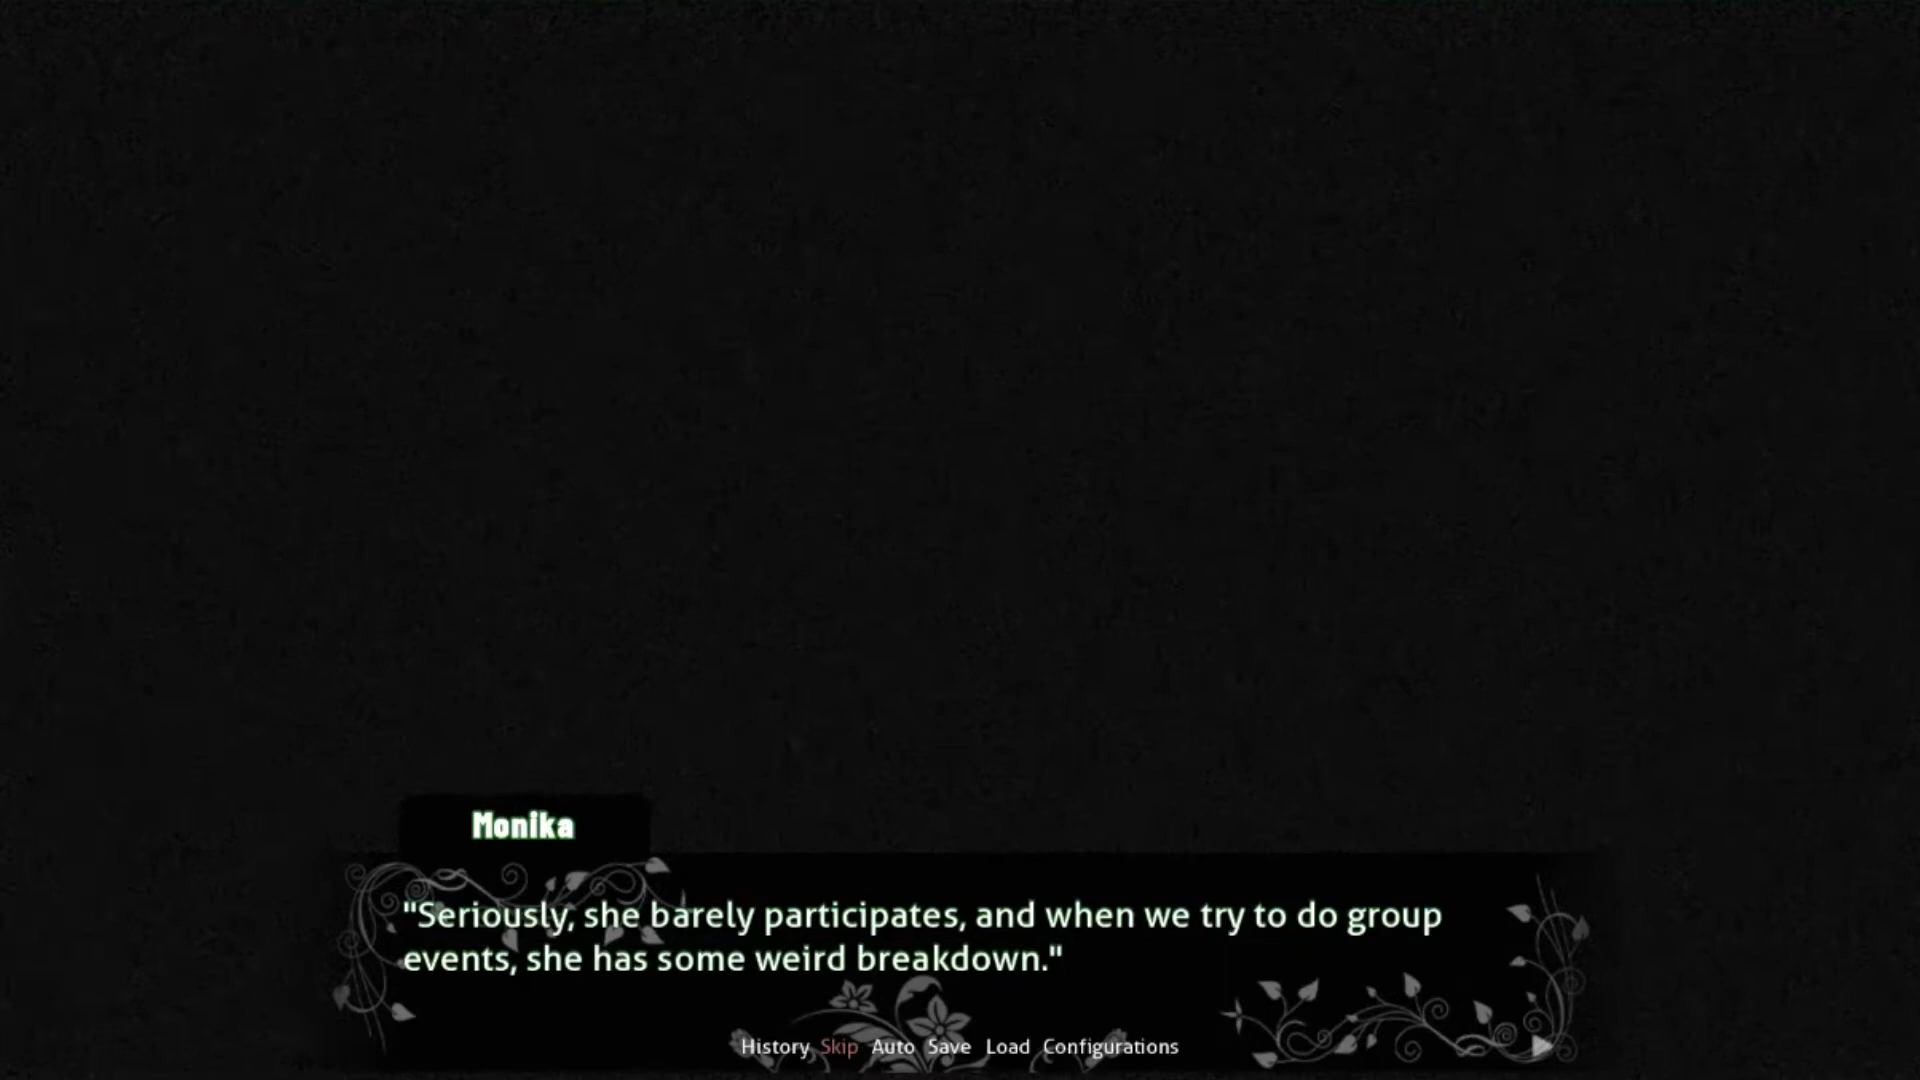 Monika
"Seriously, she barely participates, and when we try to do group
events, she has some weird breakdown."
History Skip Auto Save Load Configurations